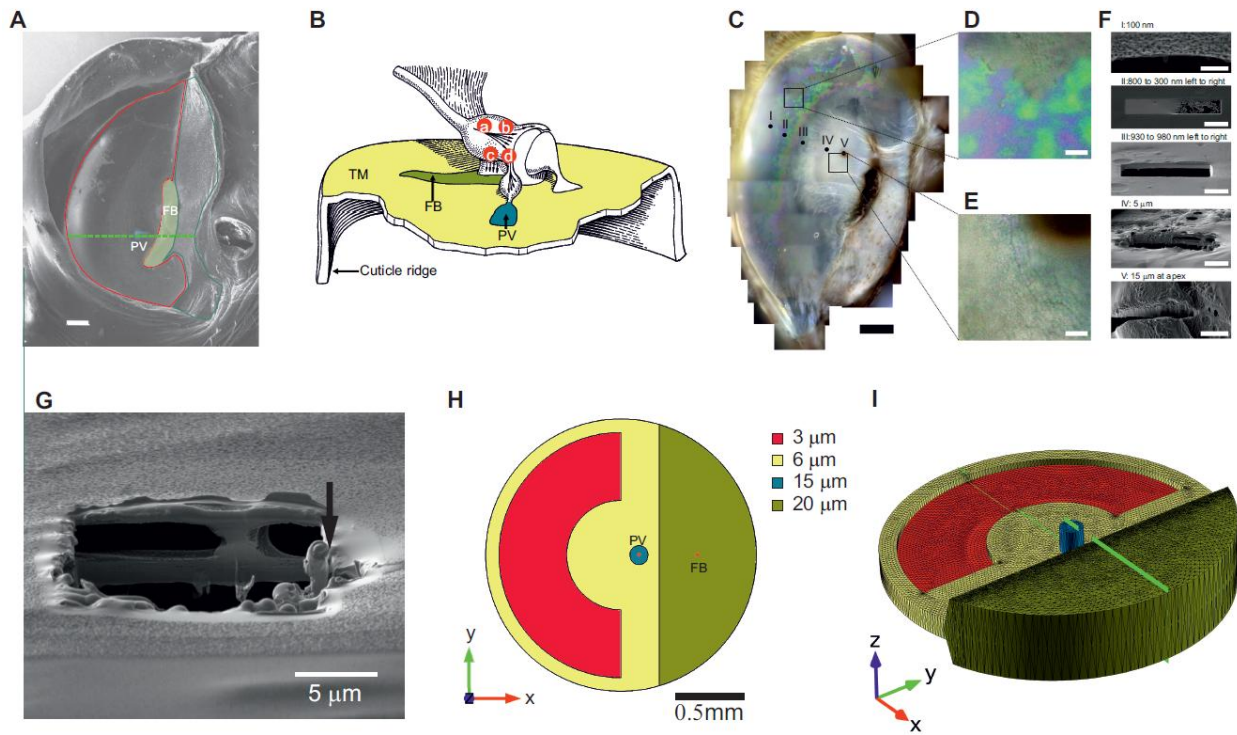 A
FB
PV
B
a b
c d
TM
FB
PV
Cuticle ridge
C
I
II
III
IV
V
D
E
F
I:100 nm
II:800 to 300 nm left to right
III:930 to 980 nm left to right
IV:5 μm
V:15 μm at apex
G
5 μm
H
PV
FB
3 μm
6 μm
15 μm
20 μm
y
x
0.5mm
I
z
y
x